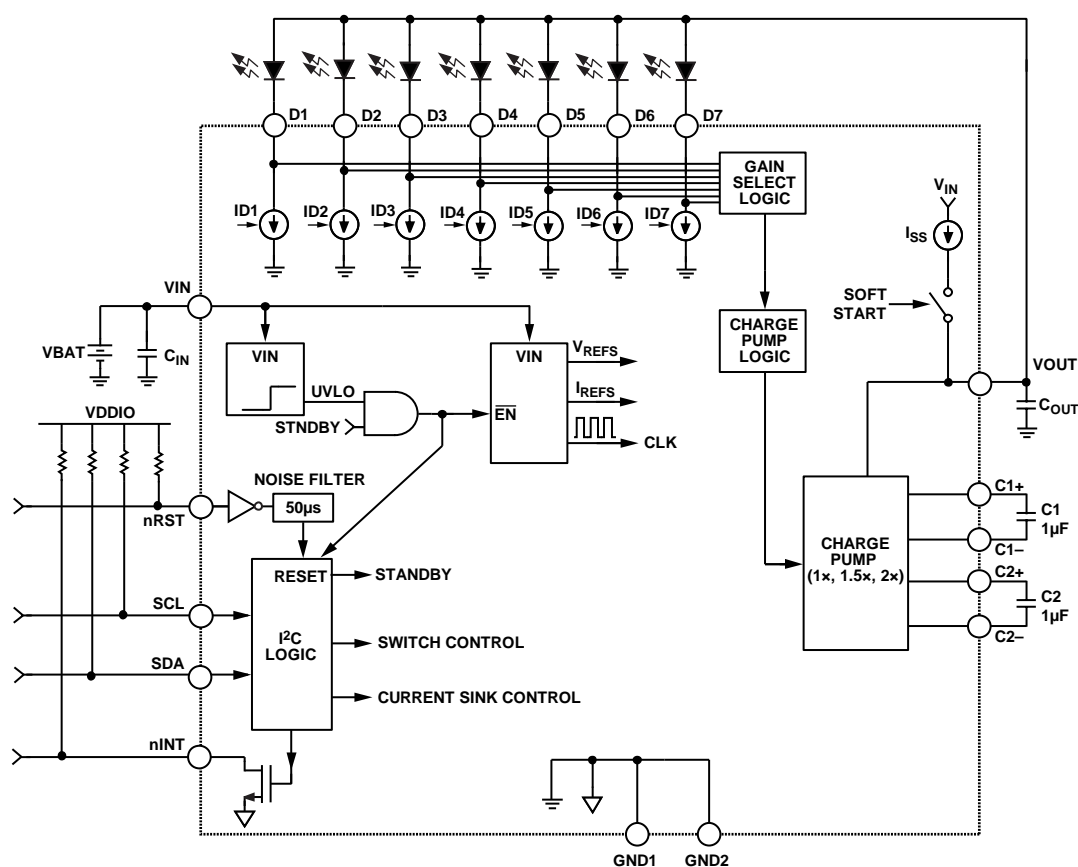 D1 D2 D3 D4 D5 D6 D7
GAIN
SELECT
LOGIC
ID1 ID2 ID3 ID4 ID5 ID6 ID7
VIN
ISS
SOFT
START
VIN
VBAT
CIN
VIN
UVLO
STNDBY
VIN
EN
VREFS
IREFS
CLK
CHARGE
PUMP
LOGIC
VOUT
COUT
VDDIO
NOISE FILTER
50µs
nRST
RESET
STANDBY
SCL
I2C
LOGIC
SWITCH CONTROL
SDA
CURRENT SINK CONTROL
nINT
CHARGE
PUMP
(1×, 1.5×, 2×)
C1+
C1
1µF
C1–
C2+
C2
1µF
C2–
GND1 GND2